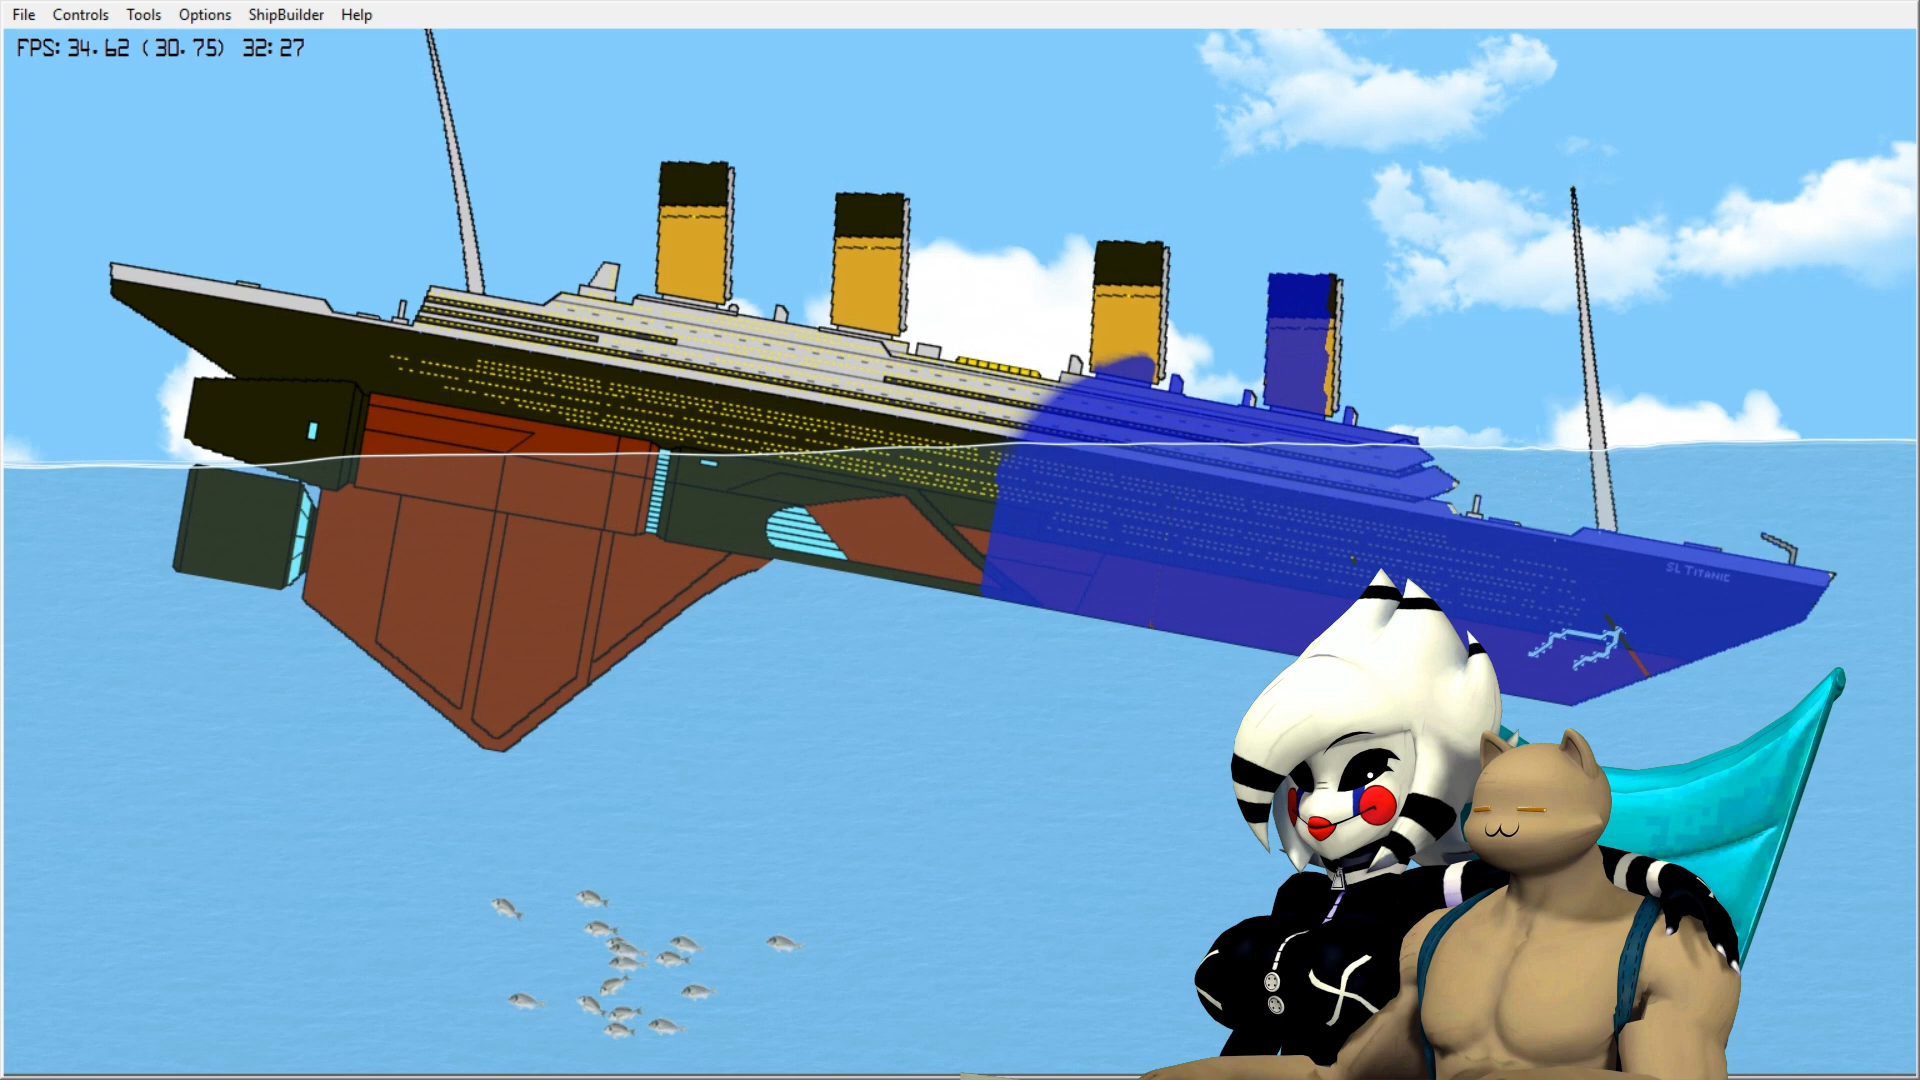 File Controls Tools Options ShipBuilder Help
FPS: 34.62 (30.75) 32:27
SL TITANIC